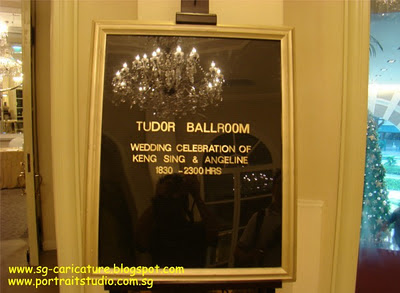 TUDOR BALLROOM
WEDDING CELEBRATION OF
KENG SING & ANGELINE
1830 - 2300 HRS
www.sg-caricature.blogspot.com
www.portraitstudio.com.sg